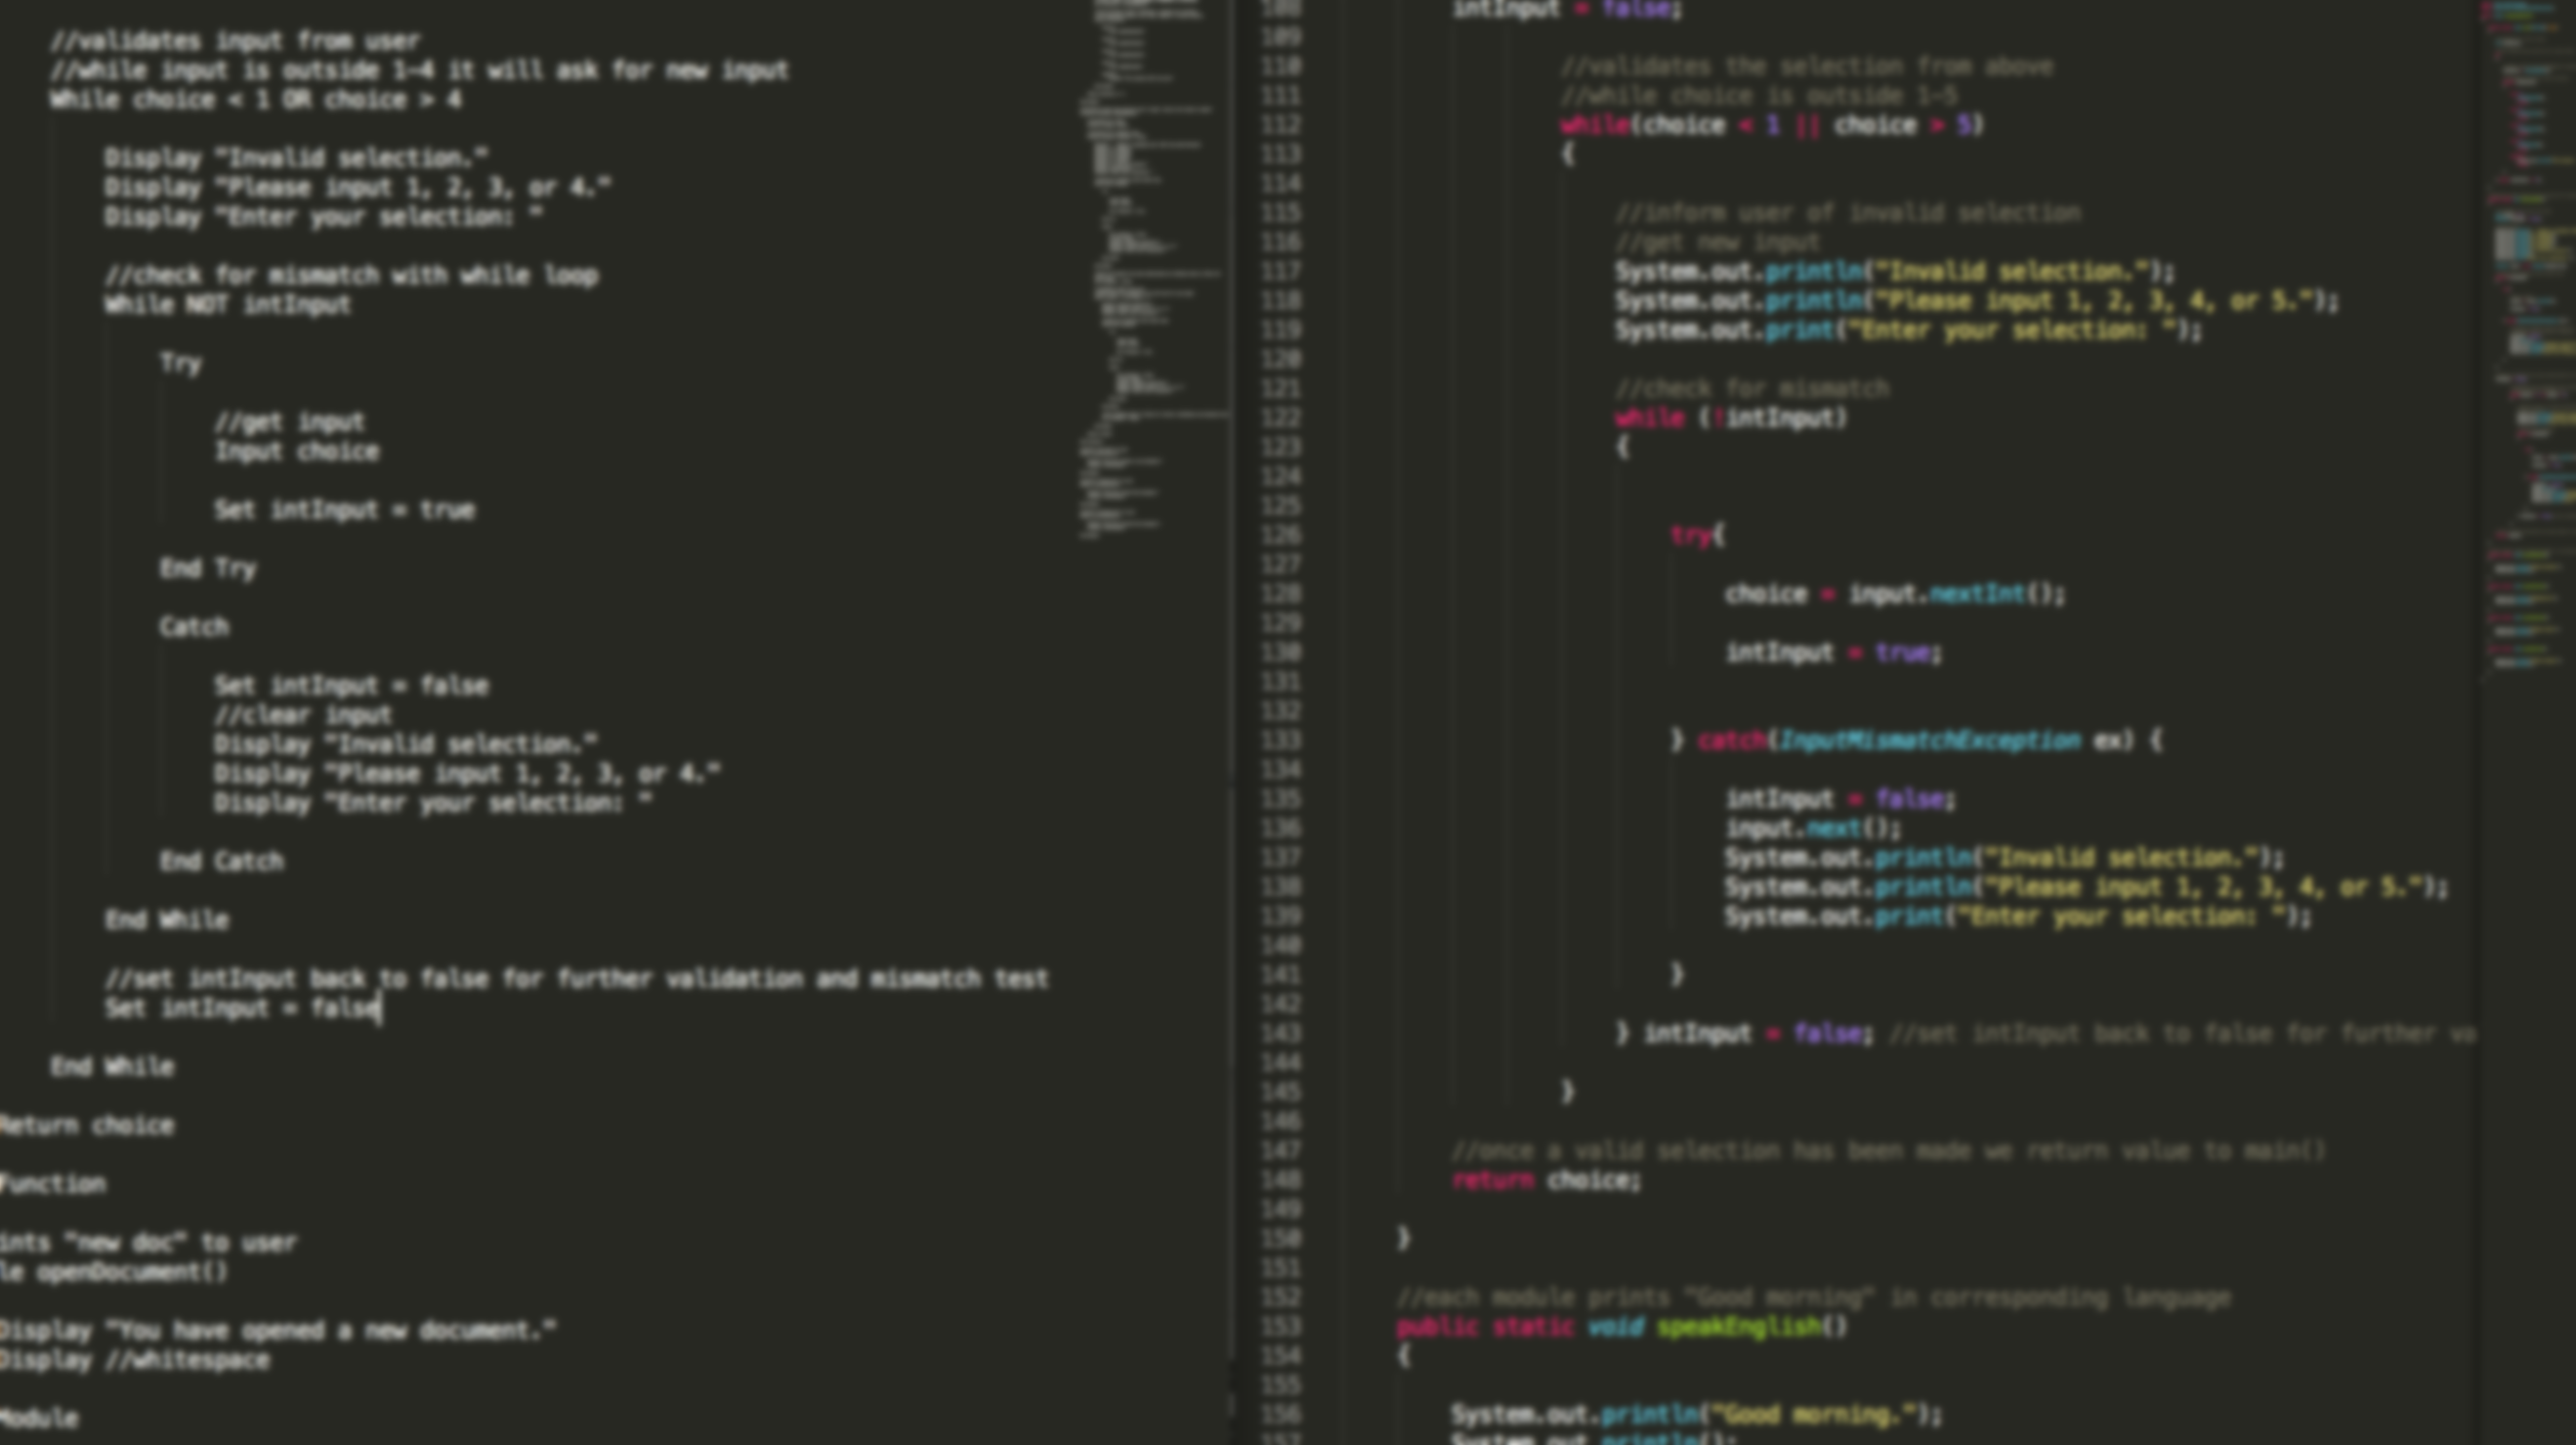 //validates input from user
//while input is outside 1-4 it will ask for new input
While choice < 1 OR choice > 4
Display "Invalid selection."
Display "Please input 1, 2, 3, or 4."
Display "Enter your selection: "
//check for mismatch with while loop
While NOT intInput
Try
//get input
Input choice
Set intInput = true
End Try
Catch
Set intInput = false
//clear input
Display "Invalid selection."
Display "Please input 1, 2, 3, or 4."
Display "Enter your selection: "
End Catch
End While
//set intInput back to false for further validation and mismatch test
Set intInput = false
End While
Return choice
Function
ints "new doc" to user
le openDocument()
Display "You have opened a new document."
Display //whitespace
Module
108 intInput = false;
109
110 //validates the selection from above
111 //while choice is outside 1-5
112 while(choice < 1 || choice > 5)
113 {
114
115 //inform user of invalid selection
116 //get new input
117 System.out.println("Invalid selection.");
118 System.out.println("Please input 1, 2, 3, 4, or 5.");
119 System.out.print("Enter your selection: ");
120
121 //check for mismatch
122 while (!intInput)
123 {
124
125
126 try{
127
128 choice = input.nextInt();
129
130 intInput = true;
131
132
133 } catch(InputMismatchException ex) {
134
135 intInput = false;
136 input.next();
137 System.out.println("Invalid selection.");
138 System.out.println("Please input 1, 2, 3, 4, or 5.");
139 System.out.print("Enter your selection: ");
140
141 }
142
143 } intInput = false; //set intInput back to false for further va
144
145 }
146
147 //once a valid selection has been made we return value to main()
148 return choice;
149
150 }
151
152 //each module prints "Good morning" in corresponding language
153 public static void speakEnglish()
154 {
155
156 System.out.println("Good morning.");
157 System.out.println();